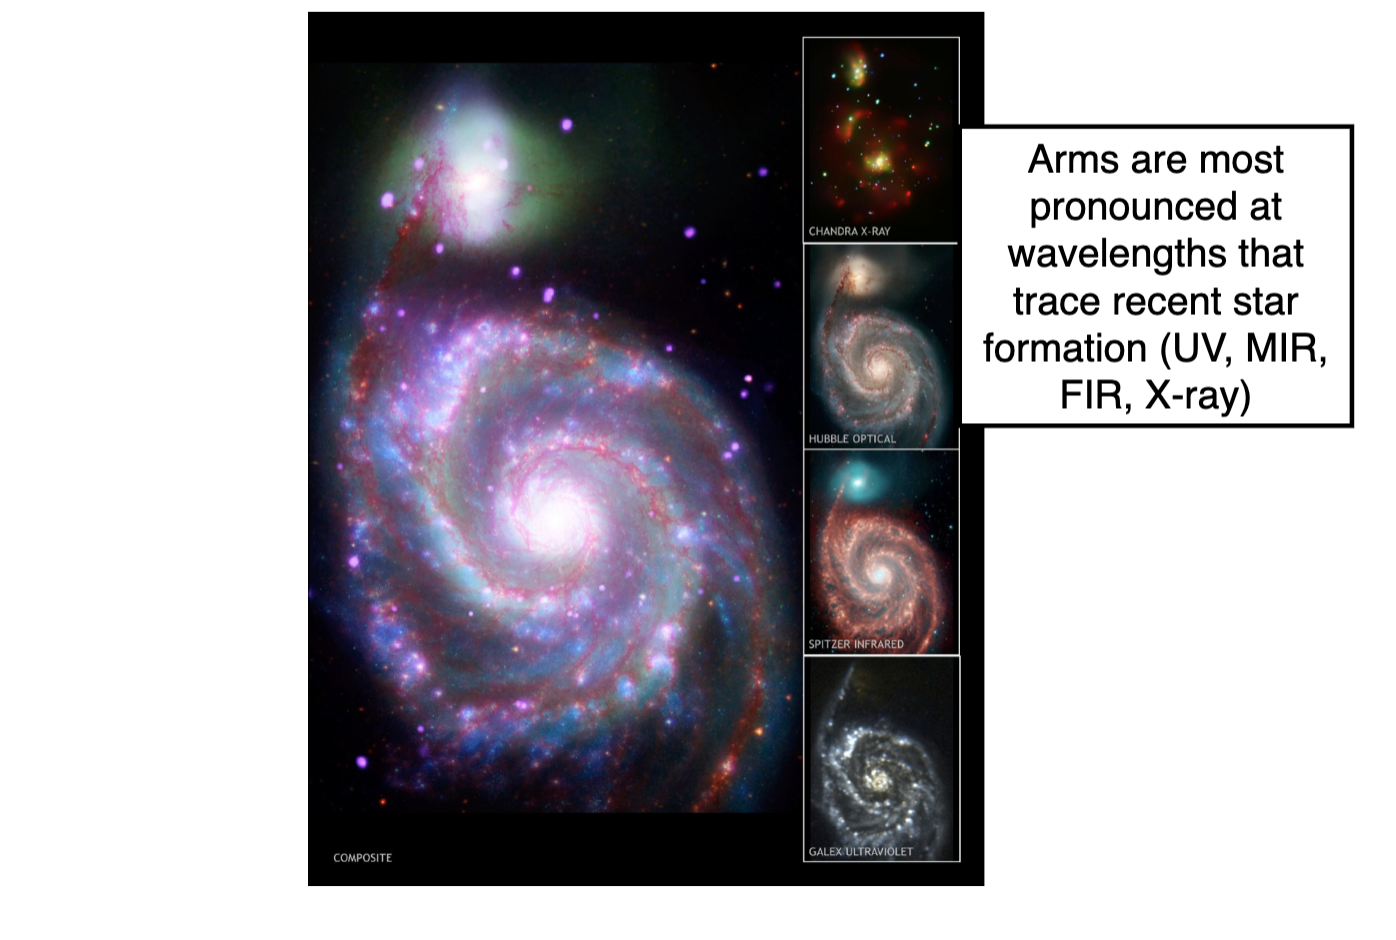 CHANDRA X-RAY
HUBBLE OPTICAL
SPITZER INFRARED
GALEX ULTRAVIOLET
COMPOSITE
Arms are most
pronounced at
wavelengths that
trace recent star
formation (UV, MIR,
FIR, X-ray)